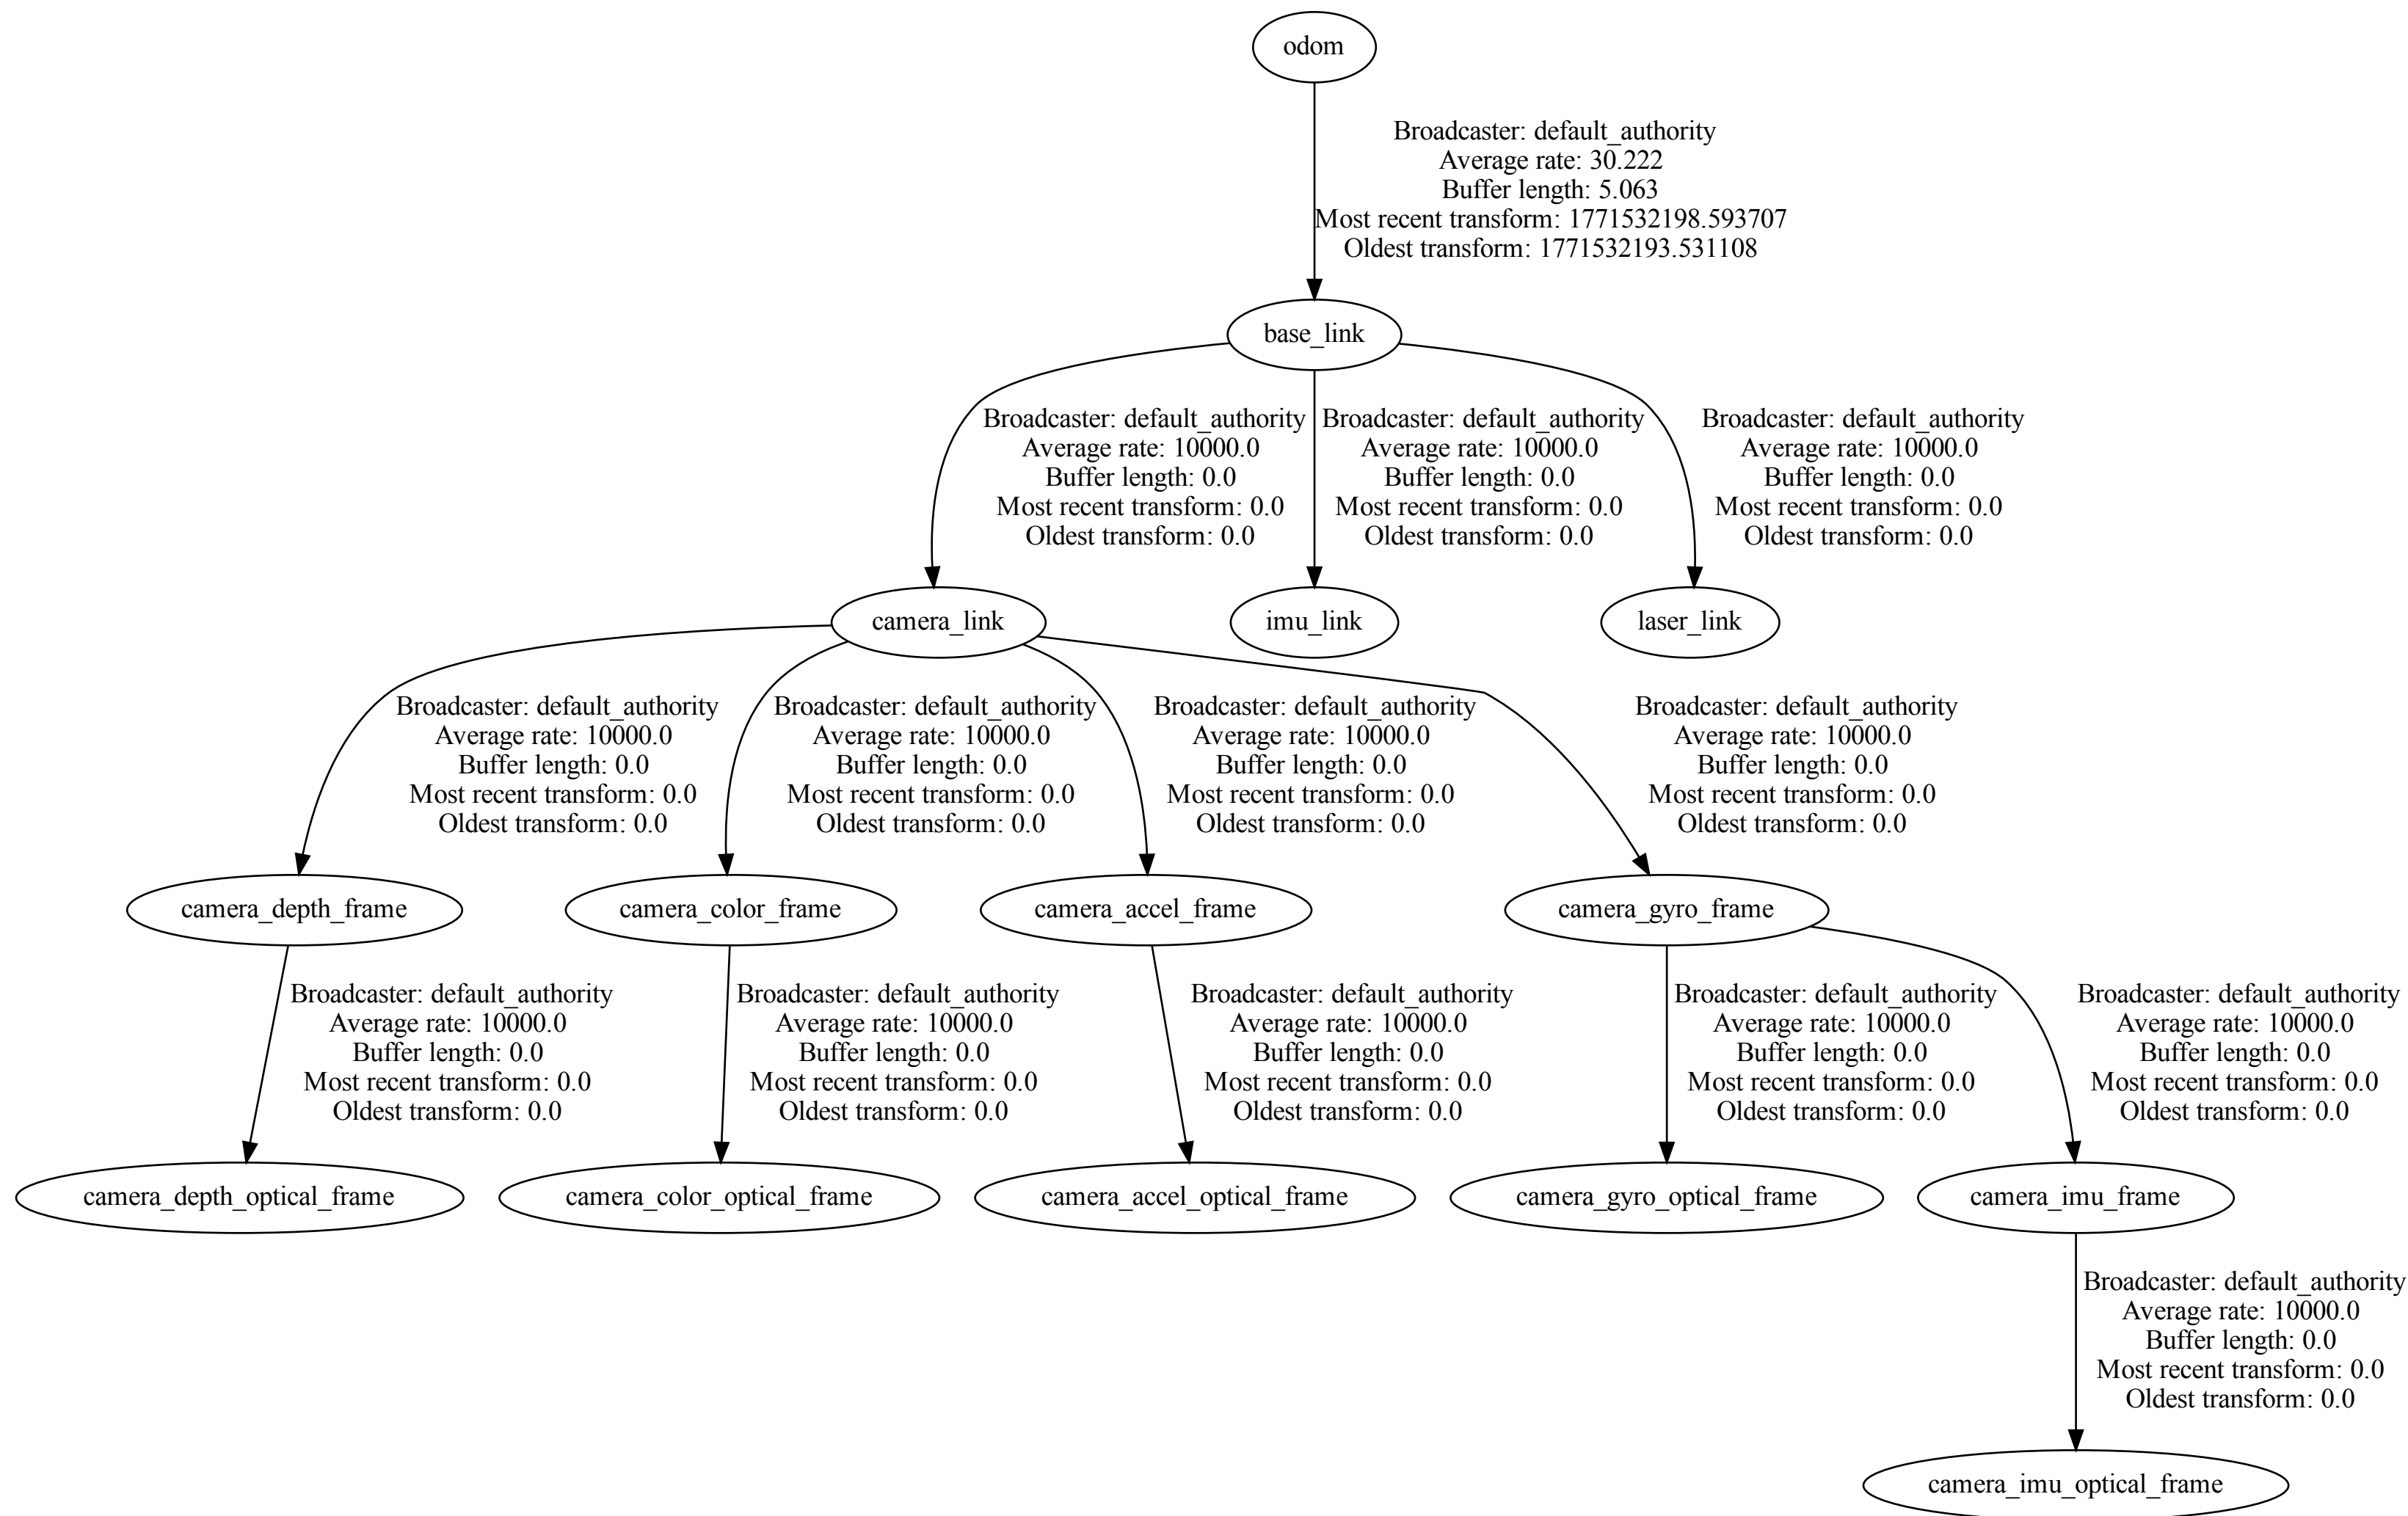 odom
Broadcaster: default_authority
Average rate: 30.222
Buffer length: 5.063
Most recent transform: 1771532198.593707
Oldest transform: 1771532193.531108
base_link
Broadcaster: default_authority
Average rate: 10000.0
Buffer length: 0.0
Most recent transform: 0.0
Oldest transform: 0.0
Broadcaster: default_authority
Average rate: 10000.0
Buffer length: 0.0
Most recent transform: 0.0
Oldest transform: 0.0
Broadcaster: default_authority
Average rate: 10000.0
Buffer length: 0.0
Most recent transform: 0.0
Oldest transform: 0.0
camera_link
imu_link
laser_link
Broadcaster: default_authority
Average rate: 10000.0
Buffer length: 0.0
Most recent transform: 0.0
Oldest transform: 0.0
Broadcaster: default_authority
Average rate: 10000.0
Buffer length: 0.0
Most recent transform: 0.0
Oldest transform: 0.0
Broadcaster: default_authority
Average rate: 10000.0
Buffer length: 0.0
Most recent transform: 0.0
Oldest transform: 0.0
Broadcaster: default_authority
Average rate: 10000.0
Buffer length: 0.0
Most recent transform: 0.0
Oldest transform: 0.0
camera_depth_frame
camera_color_frame
camera_accel_frame
camera_gyro_frame
Broadcaster: default_authority
Average rate: 10000.0
Buffer length: 0.0
Most recent transform: 0.0
Oldest transform: 0.0
Broadcaster: default_authority
Average rate: 10000.0
Buffer length: 0.0
Most recent transform: 0.0
Oldest transform: 0.0
Broadcaster: default_authority
Average rate: 10000.0
Buffer length: 0.0
Most recent transform: 0.0
Oldest transform: 0.0
Broadcaster: default_authority
Average rate: 10000.0
Buffer length: 0.0
Most recent transform: 0.0
Oldest transform: 0.0
Broadcaster: default_authority
Average rate: 10000.0
Buffer length: 0.0
Most recent transform: 0.0
Oldest transform: 0.0
camera_depth_optical_frame
camera_color_optical_frame
camera_accel_optical_frame
camera_gyro_optical_frame
camera_imu_frame
Broadcaster: default_authority
Average rate: 10000.0
Buffer length: 0.0
Most recent transform: 0.0
Oldest transform: 0.0
camera_imu_optical_frame